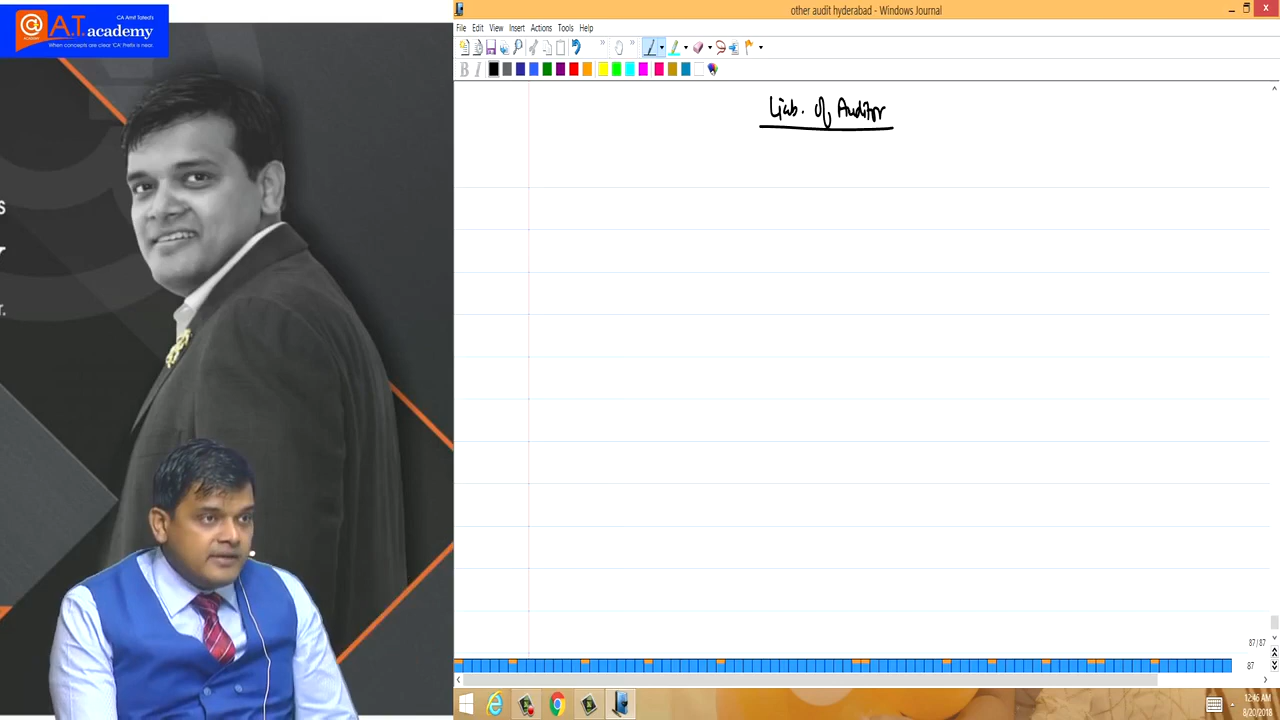 CA Amit Tated's
@ A.T. academy
ACADEMY
When concepts are clear 'CA' Prefix is near.
s
r.
other audit hyderabad - Windows Journal
File Edit View Insert Actions Tools Help
B I
Liab. of Auditor
87/87
87
12:46 AM
8/20/2018